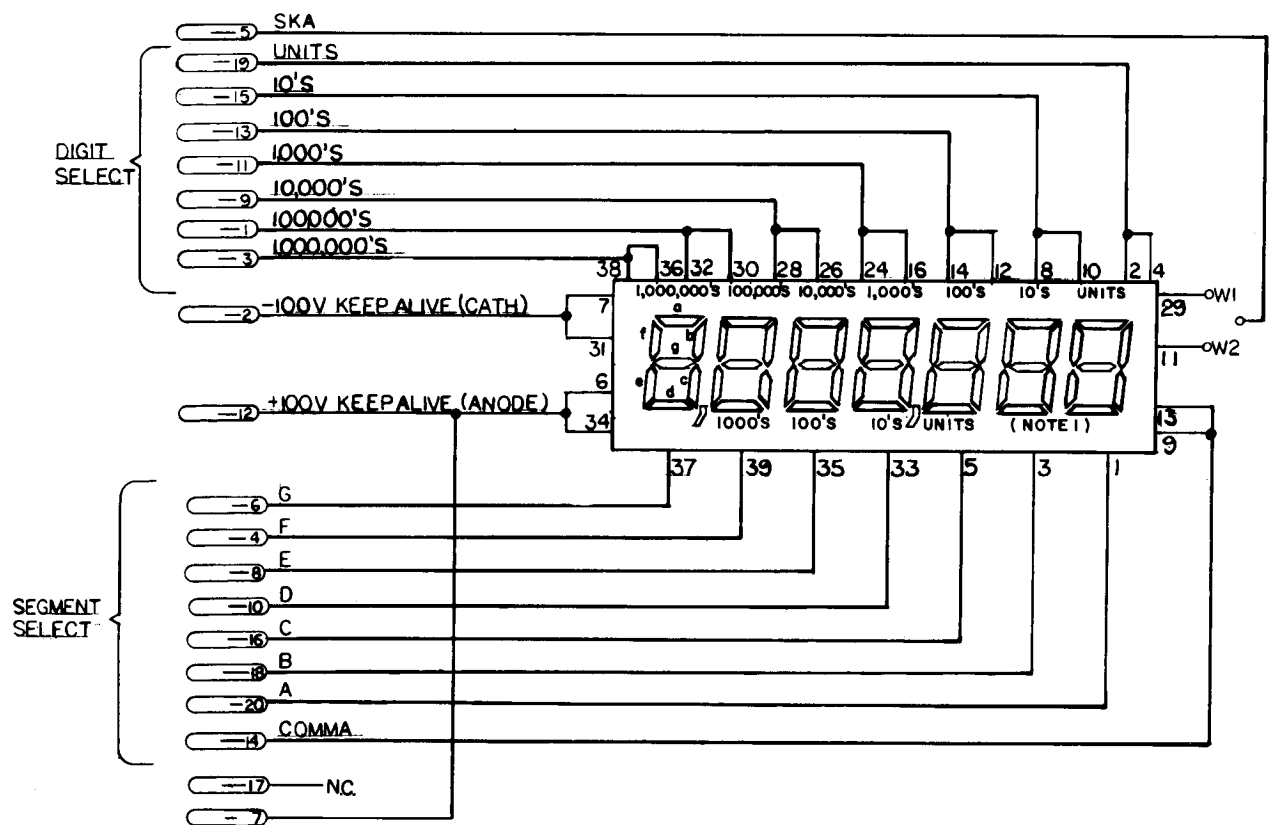 -5 SKA
-19 UNITS
-15 10'S
-13 100'S
DIGIT
SELECT
-11 1,000'S
-9 10,000'S
-1 100,000'S
-3 1,000,000'S
38 36 32 30 28 26 24 16 14 12 8 10 2 4
1,000,000'S 100,000'S 10,000'S 1,000'S 100'S 10'S UNITS
-2 -100V KEEP ALIVE (CATH)
7
31
29 W1
11 W2
a
f b
g
e c
d
-12 +100V KEEPALIVE (ANODE)
6
34
13
9
,, 1000'S 100'S 10'S ,, UNITS (NOTE 1)
37 39 35 33 5 3 1
SEGMENT
SELECT
-6 G
-4 F
-8 E
-10 D
-16 C
-18 B
-20 A
-14 COMMA
-17 N.C.
-7